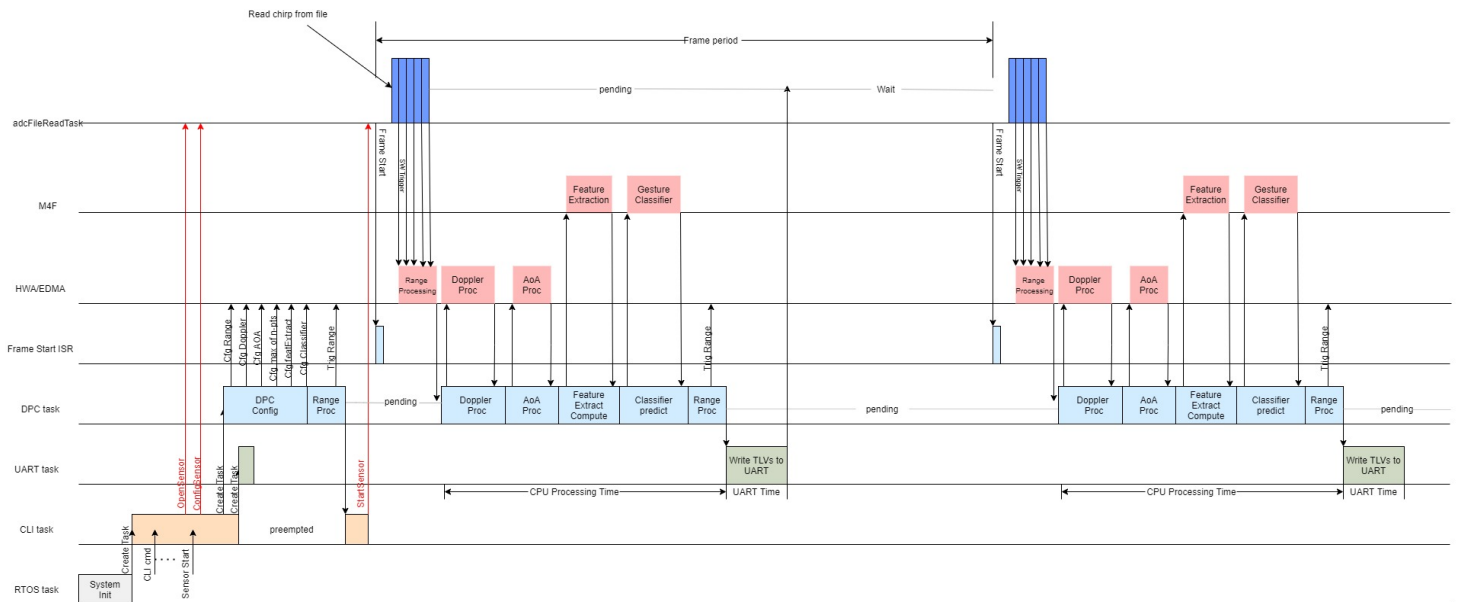 Read chirp from file
Frame period
pending
Wait
adcFileReadTask
Frame Start
SW Trigger
Frame Start
SW Trigger
Feature
Extraction
Gesture
Classifier
Feature
Extraction
Gesture
Classifier
M4F
Range
Processing
Doppler
Proc
AoA
Proc
Range
Processing
Doppler
Proc
AoA
Proc
HWA/EDMA
Cfg Range
Cfg Doppler
Cfg AOA
Cfg max of n-pts
Cfg featExtract
Cfg Classifier
Trig Range
Trig Range
Trig Range
Frame Start ISR
DPC task
DPC
Config
Range
Proc
pending
Doppler
Proc
AoA
Proc
Feature
Extract
Compute
Classifier
predict
Range
Proc
pending
Doppler
Proc
AoA
Proc
Feature
Extract
Compute
Classifier
predict
Range
Proc
pending
UART task
Write TLVs to
UART
Write TLVs to
UART
OpenSensor
ConfigSensor
Create Task
Create Task
StartSensor
CPU Processing Time
UART Time
CPU Processing Time
UART Time
CLI task
preempted
Create Task
CLI cmd
.....
Sensor Start
RTOS task
System
Init